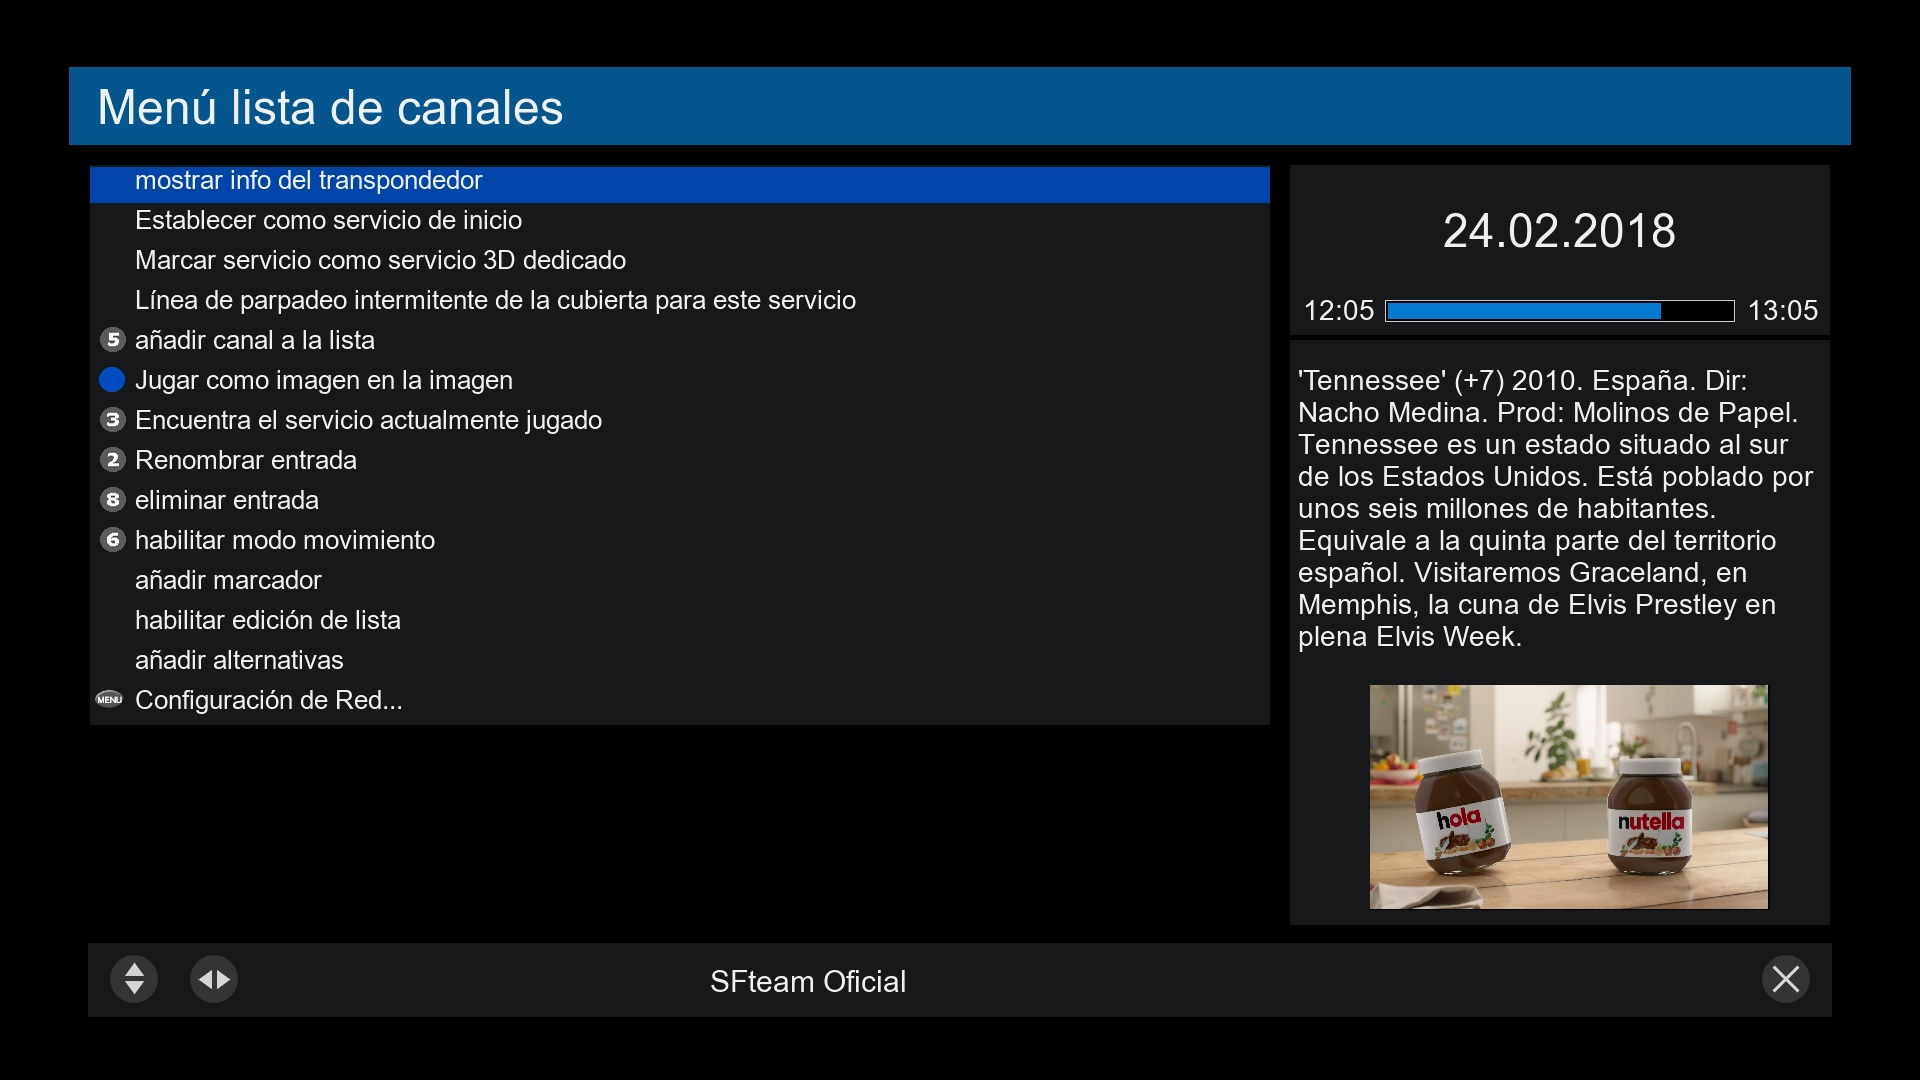 Menú lista de canales
mostrar info del transpondedor
Establecer como servicio de inicio
Marcar servicio como servicio 3D dedicado
Línea de parpadeo intermitente de la cubierta para este servicio
5 añadir canal a la lista
Jugar como imagen en la imagen
3 Encuentra el servicio actualmente jugado
2 Renombrar entrada
8 eliminar entrada
6 habilitar modo movimiento
añadir marcador
habilitar edición de lista
añadir alternativas
MENU Configuración de Red...
24.02.2018
12:05 13:05
'Tennessee' (+7) 2010. España. Dir:
Nacho Medina. Prod: Molinos de Papel.
Tennessee es un estado situado al sur
de los Estados Unidos. Está poblado por
unos seis millones de habitantes.
Equivale a la quinta parte del territorio
español. Visitaremos Graceland, en
Memphis, la cuna de Elvis Prestley en
plena Elvis Week.
hola
nutella
SFteam Oficial